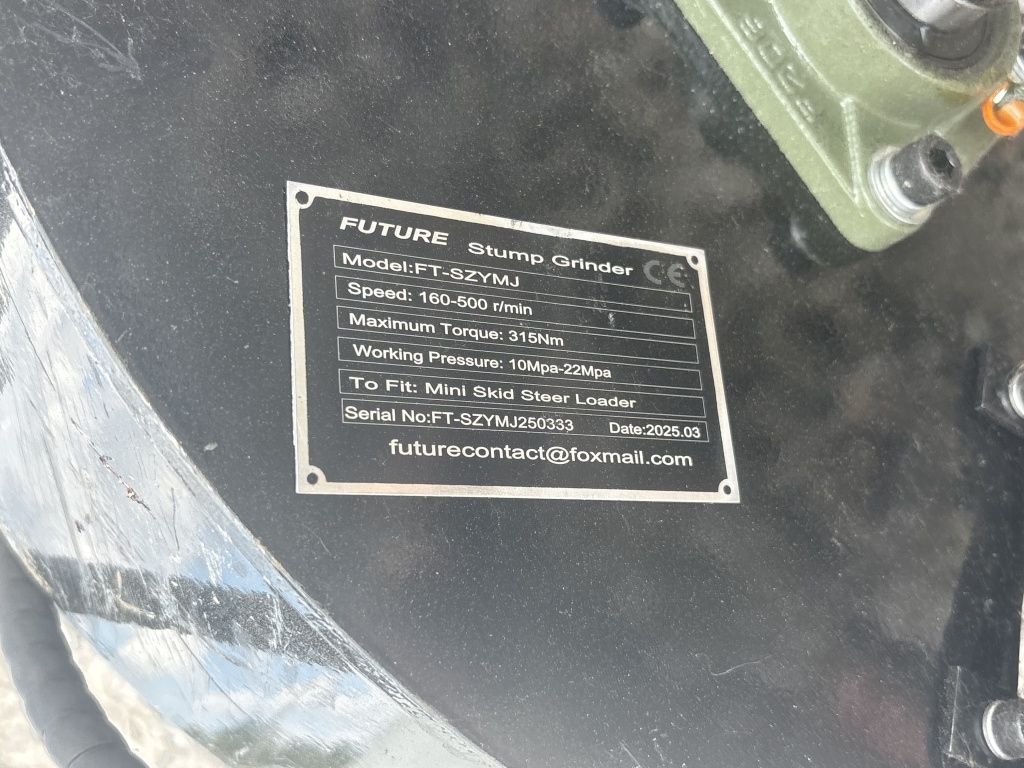 FUTURE Stump Grinder CE
Model:FT-SZYMJ
Speed: 160-500 r/min
Maximum Torque: 315Nm
Working Pressure: 10Mpa-22Mpa
To Fit: Mini Skid Steer Loader
Serial No:FT-SZYMJ250333 Date:2025.03
futurecontact@foxmail.com